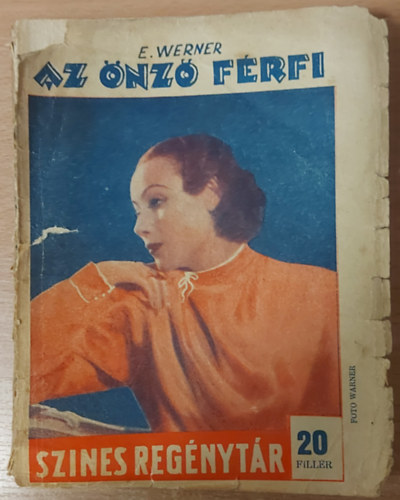 E. WERNER
AZ ÖNZŐ FÉRFI
FOTO WARNER
SZINES REGÉNYTÁR
20
FILLÉR